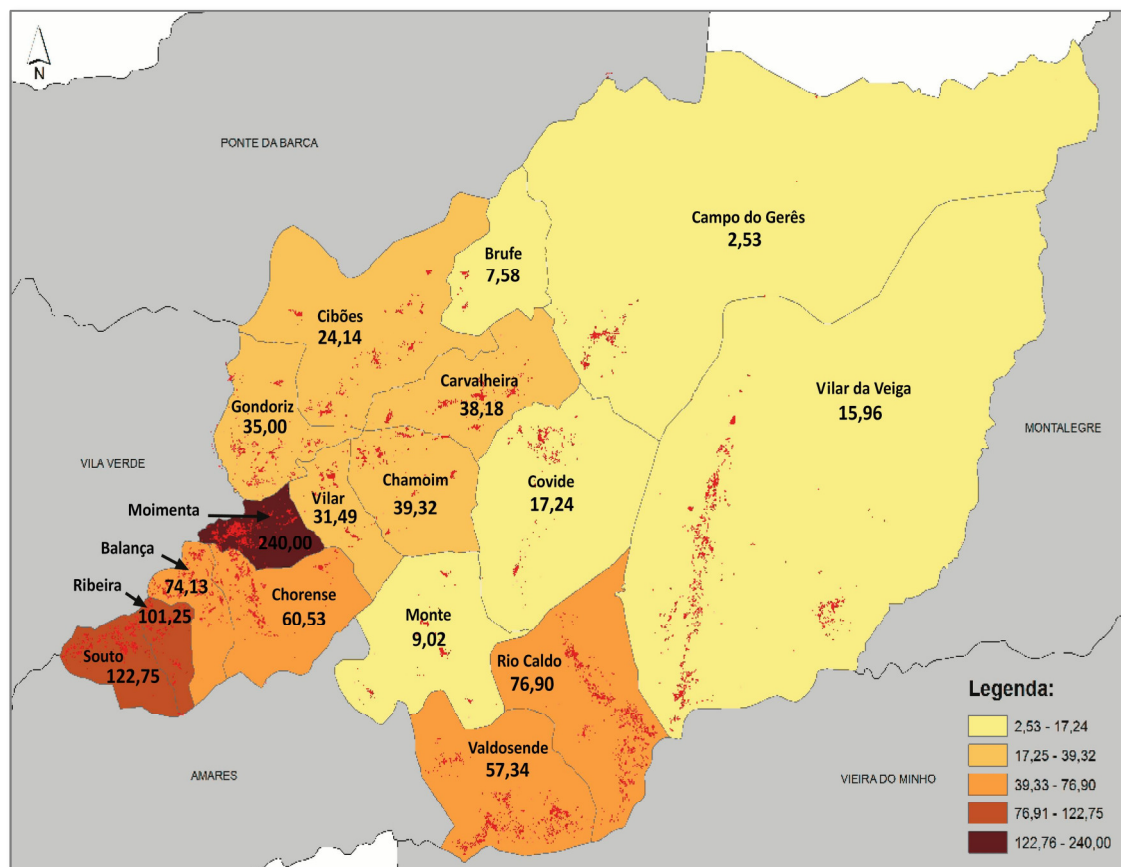 N
PONTE DA BARCA
Campo do Gerês
2,53
Brufe
7,58
Cibões
24,14
Carvalheira
38,18
Vilar da Veiga
15,96
Gondoriz
35,00
MONTALEGRE
VILA VERDE
Chamoim
39,32
Covide
17,24
Vilar
31,49
Moimenta
240,00
Balança
74,13
Ribeira
101,25
Chorense
60,53
Monte
9,02
Souto
122,75
Rio Caldo
76,90
Valdosende
57,34
AMARES
VIEIRA DO MINHO
Legenda:
2,53 - 17,24
17,25 - 39,32
39,33 - 76,90
76,91 - 122,75
122,76 - 240,00